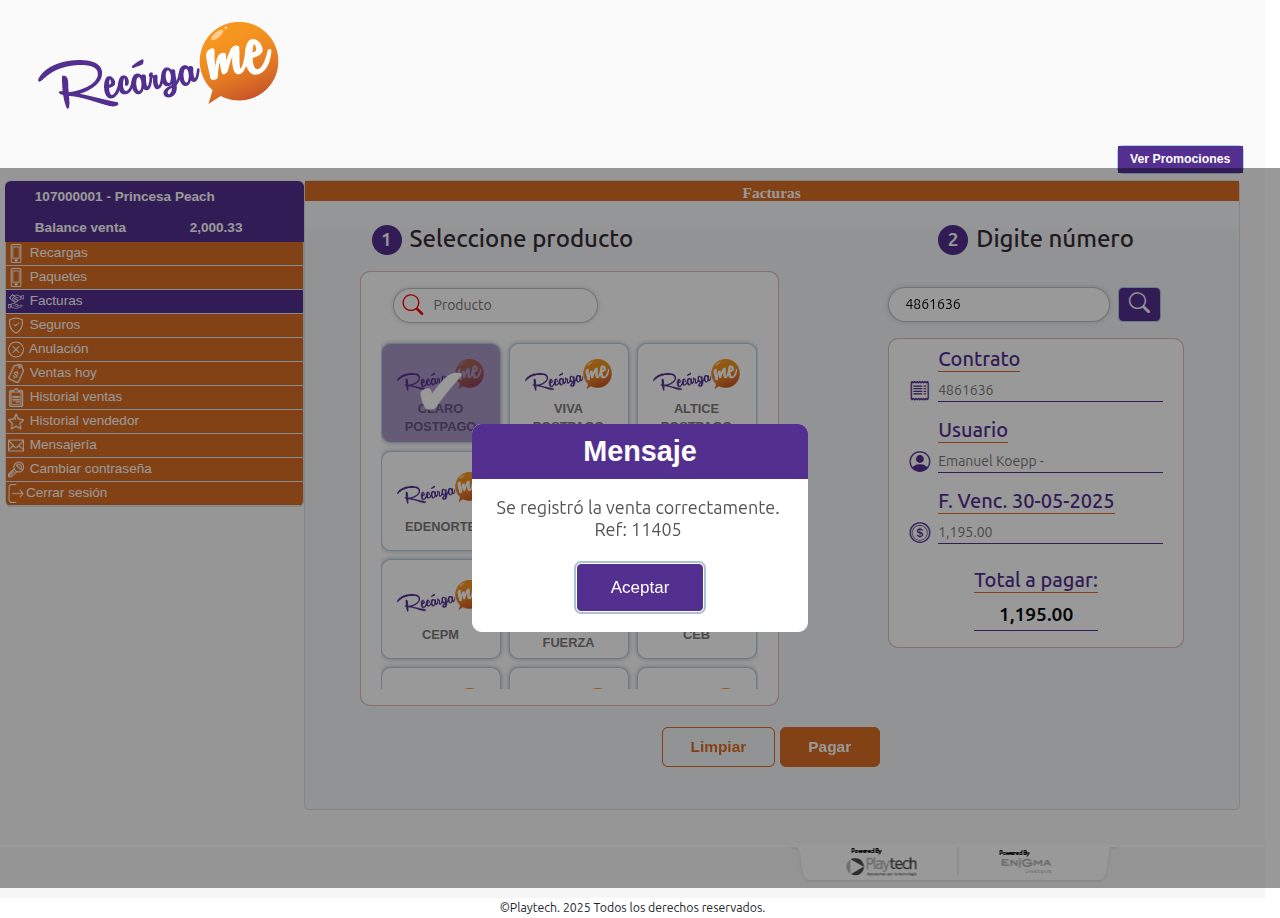 Recárgame
Ver Promociones
107000001 - Princesa Peach
Balance venta 2,000.33
Recargas
Paquetes
Facturas
Seguros
Anulación
Ventas hoy
Historial ventas
Historial vendedor
Mensajería
Cambiar contraseña
Cerrar sesión
Facturas
1 Seleccione producto
Producto
Recárgame
CLARO
POSTPAGO
Recárgame
VIVA
POSTPAGO
Recárgame
ALTICE
POSTPAGO
Recárgame
EDENORTE
Recárgame
CEPM
FUERZA
CEB
2 Digite número
4861636
Contrato
4861636
Usuario
Emanuel Koepp -
F. Venc. 30-05-2025
1,195.00
Total a pagar:
1,195.00
Mensaje
Se registró la venta correctamente.
Ref: 11405
Aceptar
Limpiar
Pagar
Powered By
Playtech
Powered By
ENIGMA
©Playtech. 2025 Todos los derechos reservados.